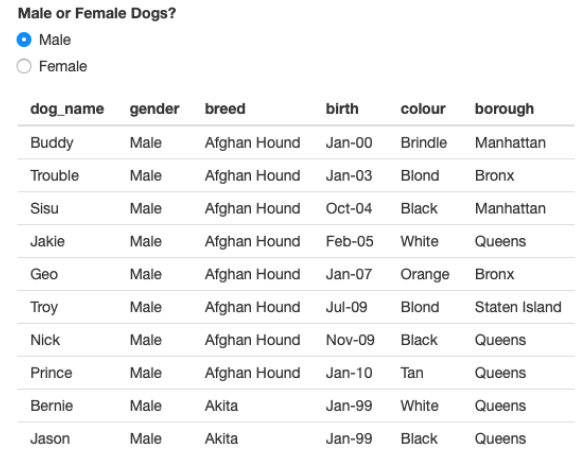 Male or Female Dogs?
Male
Female
dog_name gender breed birth colour borough
Buddy Male Afghan Hound Jan-00 Brindle Manhattan
Trouble Male Afghan Hound Jan-03 Blond Bronx
Sisu Male Afghan Hound Oct-04 Black Manhattan
Jakie Male Afghan Hound Feb-05 White Queens
Geo Male Afghan Hound Jan-07 Orange Bronx
Troy Male Afghan Hound Jul-09 Blond Staten Island
Nick Male Afghan Hound Nov-09 Black Queens
Prince Male Afghan Hound Jan-10 Tan Queens
Bernie Male Akita Jan-99 White Queens
Jason Male Akita Jan-99 Black Queens